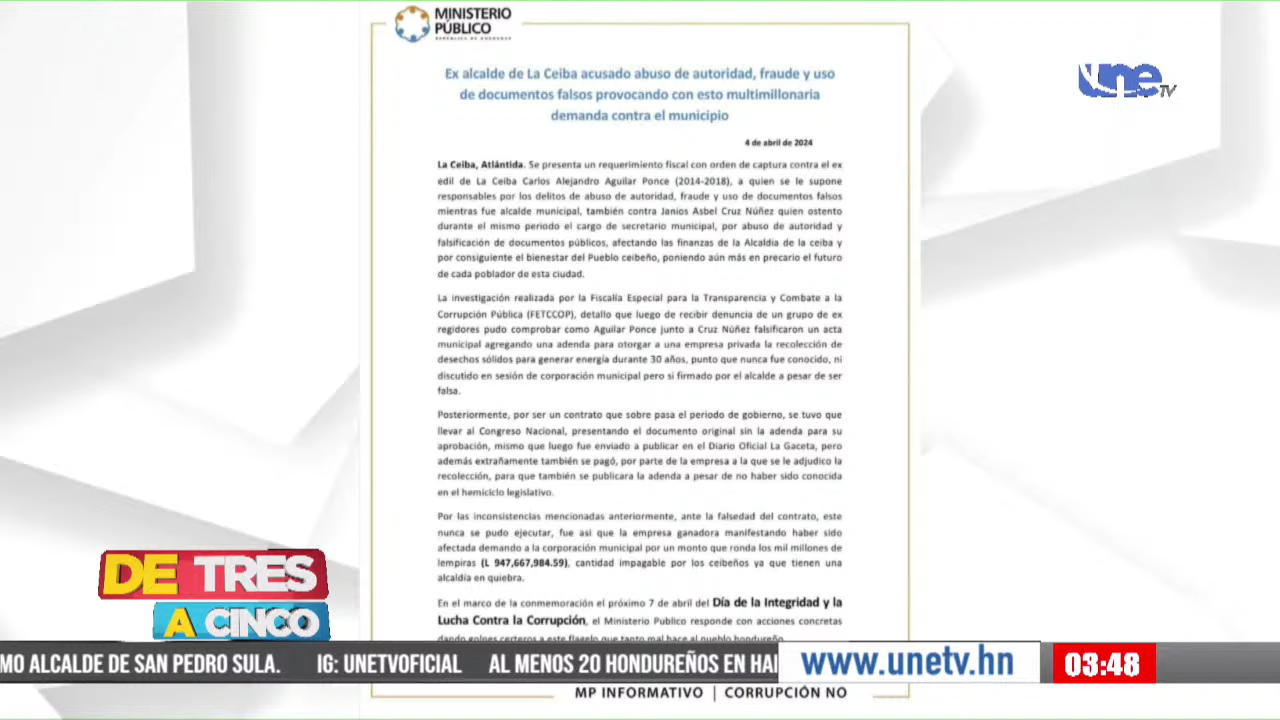 MINISTERIO
PÚBLICO
REPÚBLICA DE HONDURAS
Ex alcalde de La Ceiba acusado abuso de autoridad, fraude y uso
de documentos falsos provocando con esto multimillonaria
demanda contra el municipio
4 de abril de 2024
La Ceiba, Atlántida. Se presenta un requerimiento fiscal con orden de captura contra el ex
edil de La Ceiba Carlos Alejandro Aguilar Ponce (2014-2018), a quien se le supone
responsables por los delitos de abuso de autoridad, fraude y uso de documentos falsos
mientras fue alcalde municipal, también contra Janios Asbel Cruz Núñez quien ostento
durante el mismo periodo el cargo de secretario municipal, por abuso de autoridad y
falsificación de documentos públicos, afectando las finanzas de la Alcaldía de la ceiba y
por consiguiente el bienestar del Pueblo ceibeño, poniendo aún más en precario el futuro
de cada poblador de esta ciudad.
La investigación realizada por la Fiscalía Especial para la Transparencia y Combate a la
Corrupción Pública (FETCCOP), detallo que luego de recibir denuncia de un grupo de ex
regidores pudo comprobar como Aguilar Ponce junto a Cruz Núñez falsificaron un acta
municipal agregando una adenda para otorgar a una empresa privada la recolección de
desechos sólidos para generar energía durante 30 años, punto que nunca fue conocido, ni
discutido en sesión de corporación municipal pero si firmado por el alcalde a pesar de ser
falsa.
Posteriormente, por ser un contrato que sobre pasa el periodo de gobierno, se tuvo que
llevar al Congreso Nacional, presentando el documento original sin la adenda para su
aprobación, mismo que luego fue enviado a publicar en el Diario Oficial La Gaceta, pero
además extrañamente también se pagó, por parte de la empresa a la que se le adjudico la
recolección, para que también se publicara la adenda a pesar de no haber sido conocida
en el hemiciclo legislativo.
Por las inconsistencias mencionadas anteriormente, ante la falsedad del contrato, este
nunca se pudo ejecutar, fue asi que la empresa ganadora manifestando haber sido
afectada demando a la corporación municipal por un monto que ronda los mil millones de
lempiras (L 947,667,984.59), cantidad impagable por los ceibeños ya que tienen una
alcaldía en quiebra.
En el marco de la conmemoración el próximo 7 de abril del Día de la Integridad y la
Lucha Contra la Corrupción, el Ministerio Publico responde con acciones concretas
dando golpes certeros a este flagelo que tanto mal hace al pueblo hondureño.
MP INFORMATIVO | CORRUPCIÓN NO
une TV
DE TRES
A CINCO
MO ALCALDE DE SAN PEDRO SULA. IG: UNETVOFICIAL AL MENOS 20 HONDUREÑOS EN HAI
www.unetv.hn
03:48